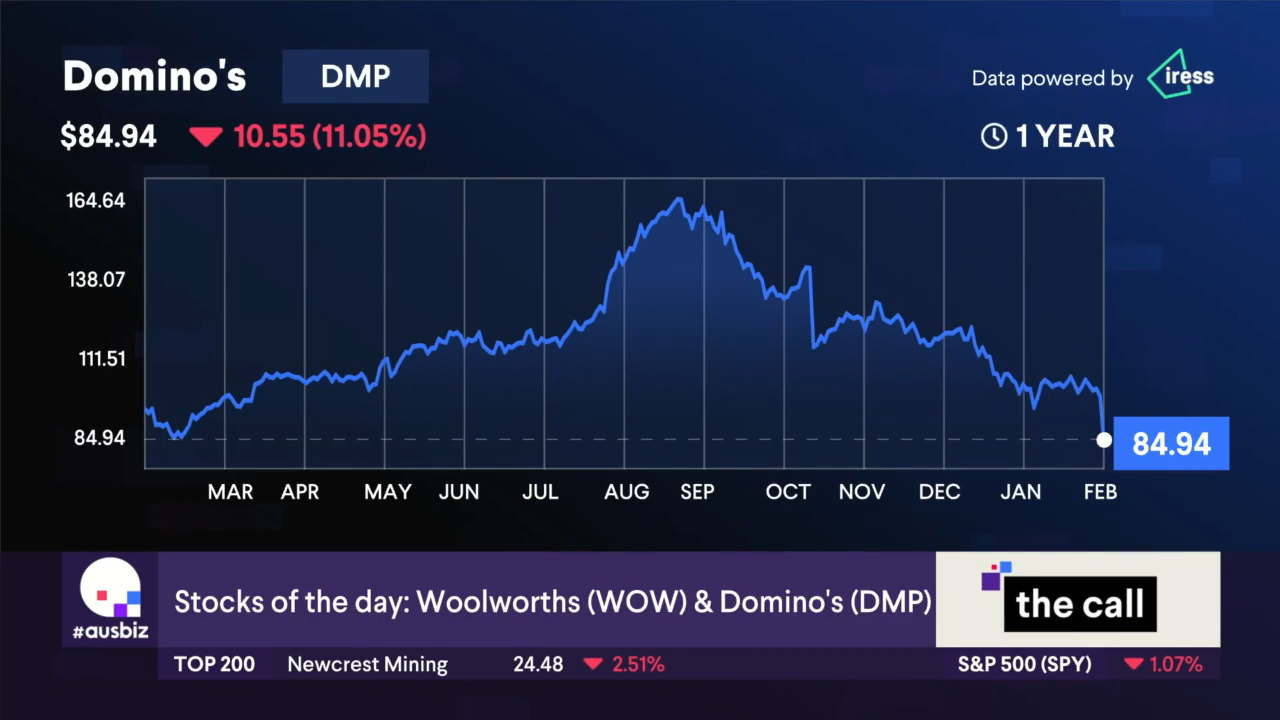 Domino's DMP
Data powered by iress
$84.94 10.55 (11.05%)
1 YEAR
164.64
138.07
111.51
84.94
84.94
MAR APR MAY JUN JUL AUG SEP OCT NOV DEC JAN FEB
#ausbiz
Stocks of the day: Woolworths (WOW) & Domino's (DMP)
the call
TOP 200 Newcrest Mining 24.48 2.51% S&P 500 (SPY) 1.07%